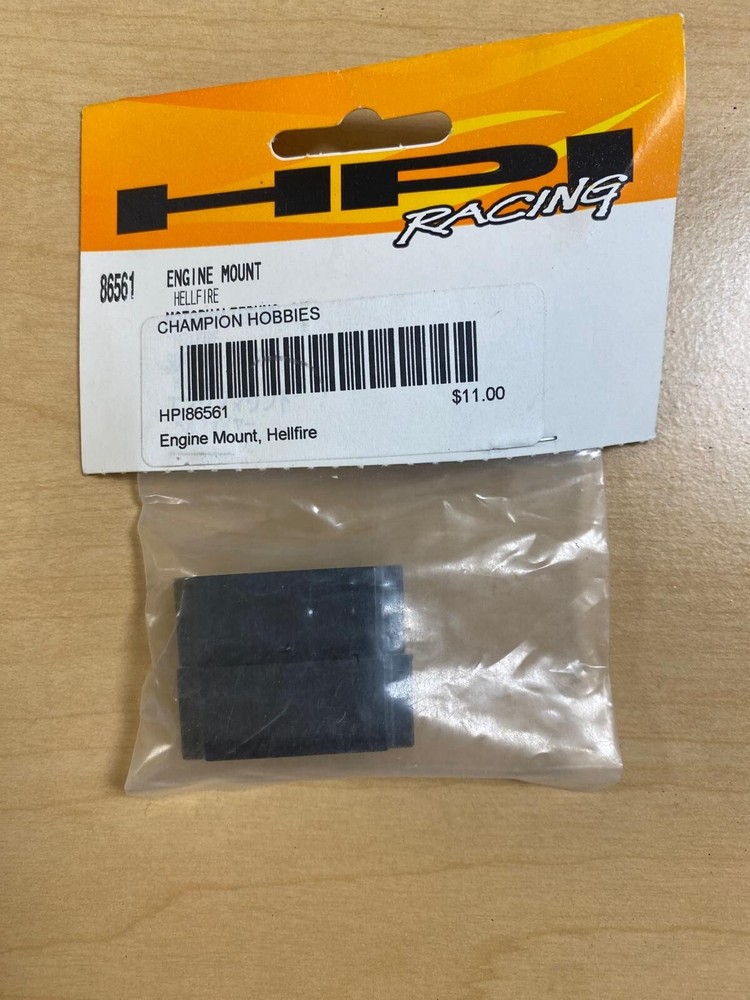 HPI
RACING
86561 ENGINE MOUNT
HELLFIRE
CHAMPION HOBBIES
HPI86561 $11.00
Engine Mount, Hellfire